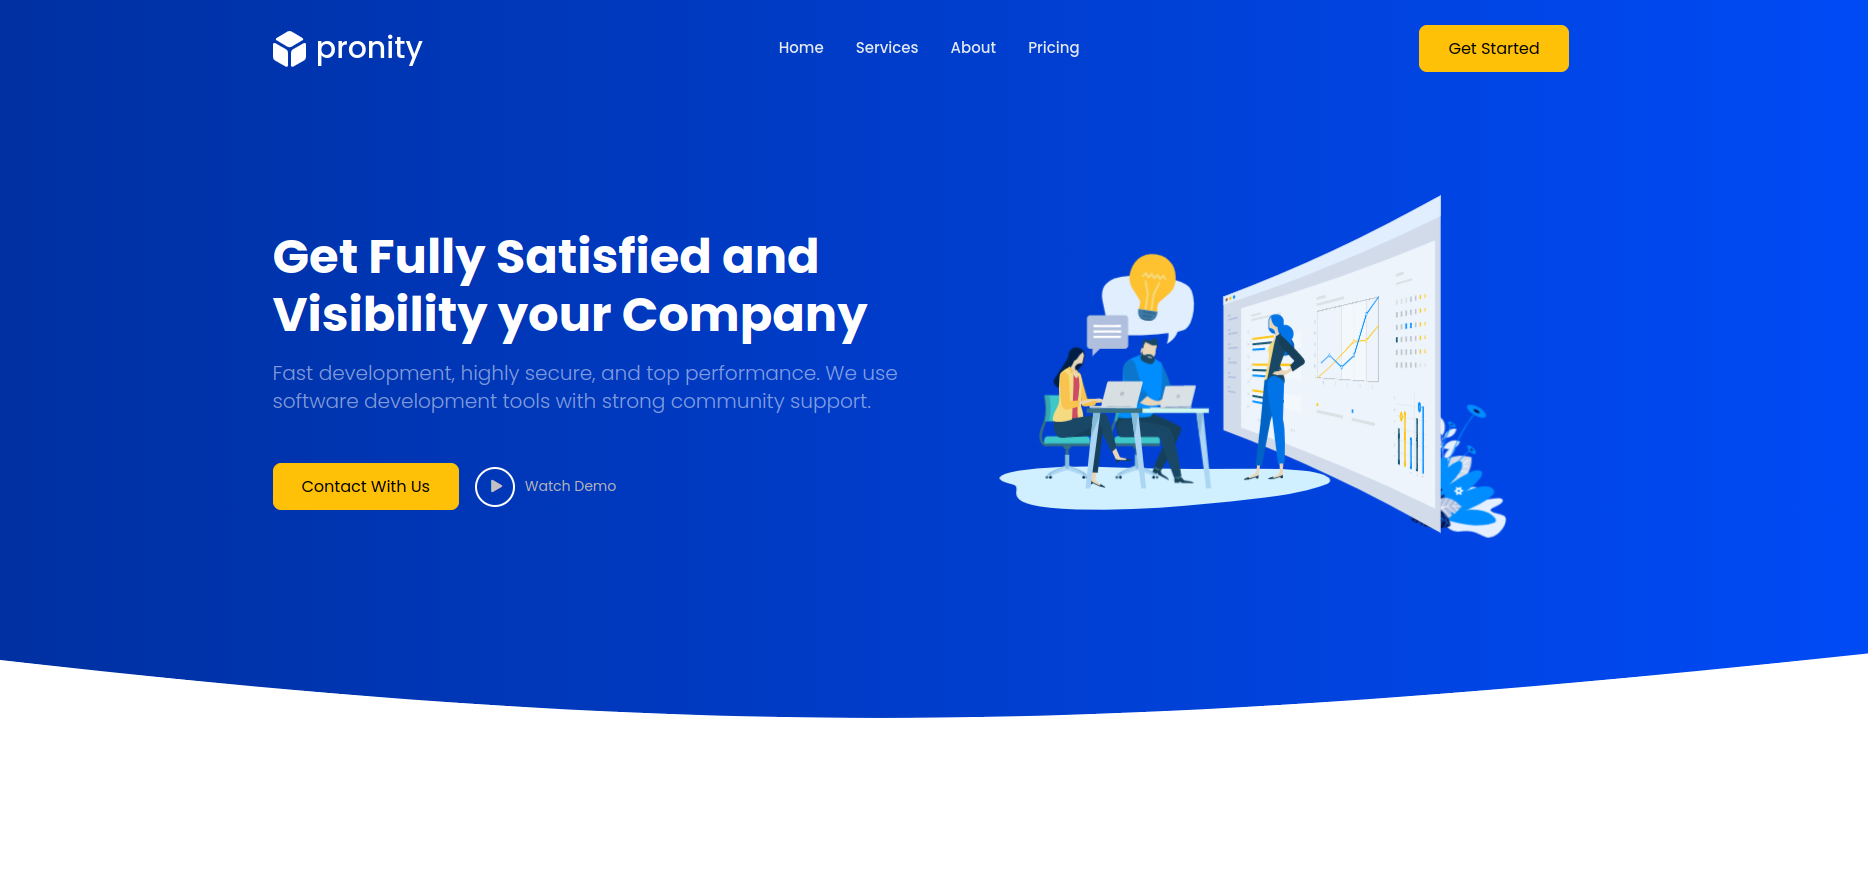 pronity
Home Services About Pricing
Get Started
Get Fully Satisfied and
Visibility your Company
Fast development, highly secure, and top performance. We use
software development tools with strong community support.
Contact With Us
Watch Demo